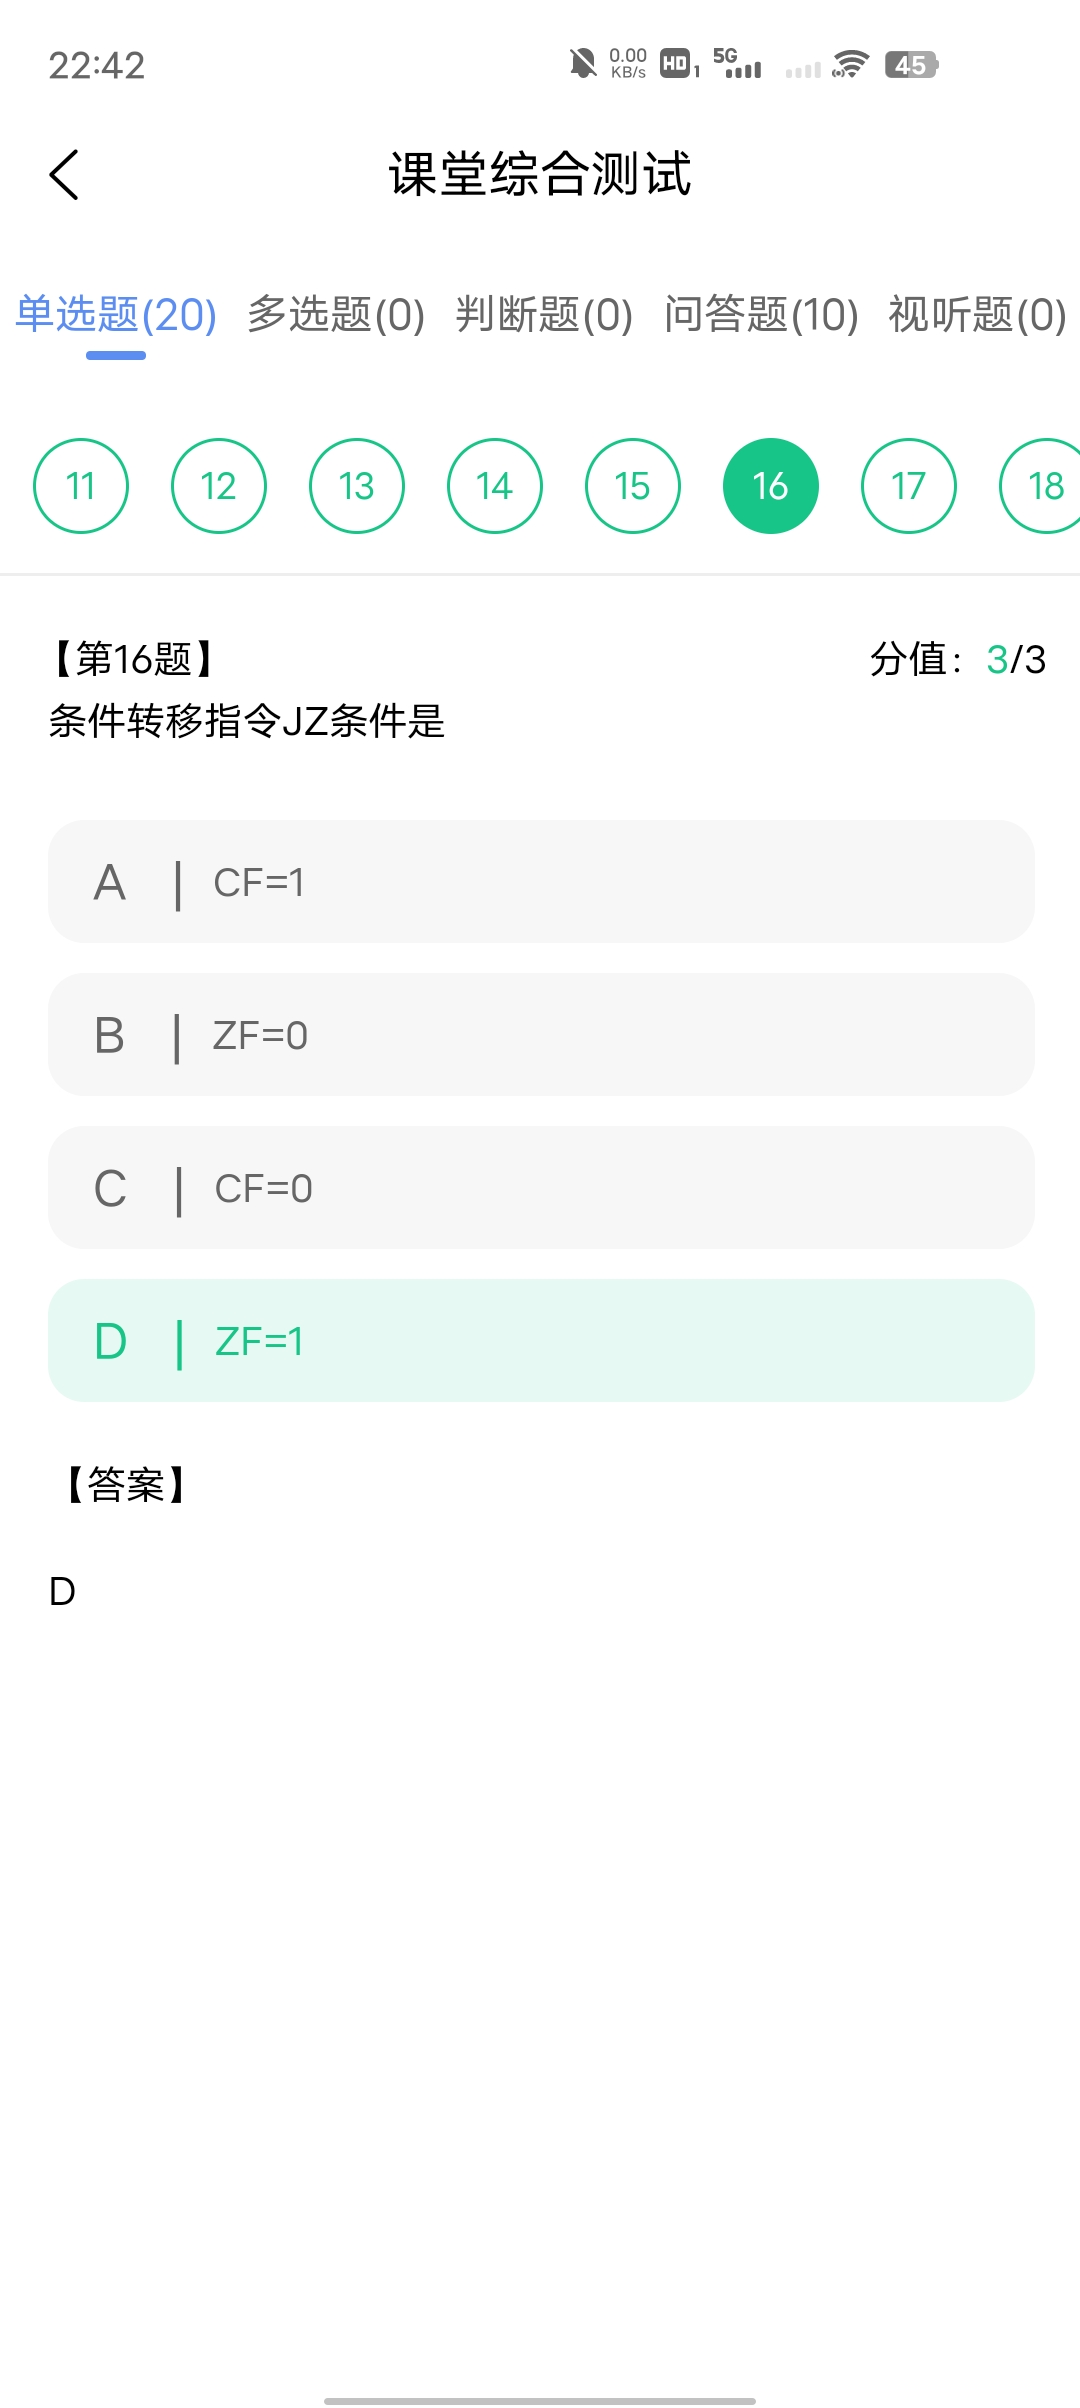 22:42 0.00 KB/s HD 1 5G 45
课堂综合测试
单选题(20) 多选题(0) 判断题(0) 问答题(10) 视听题(0)
11 12 13 14 15 16 17 18
【第16题】 分值：3/3
条件转移指令JZ条件是
A | CF=1
B | ZF=0
C | CF=0
D | ZF=1
【答案】
D